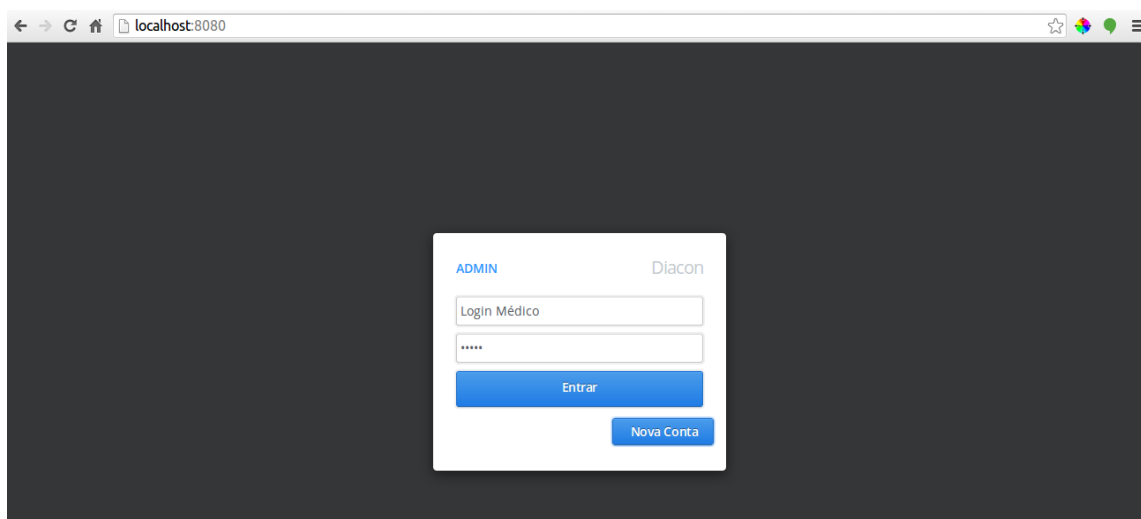 localhost:8080
ADMIN Diacon
Login Médico
•••••
Entrar
Nova Conta